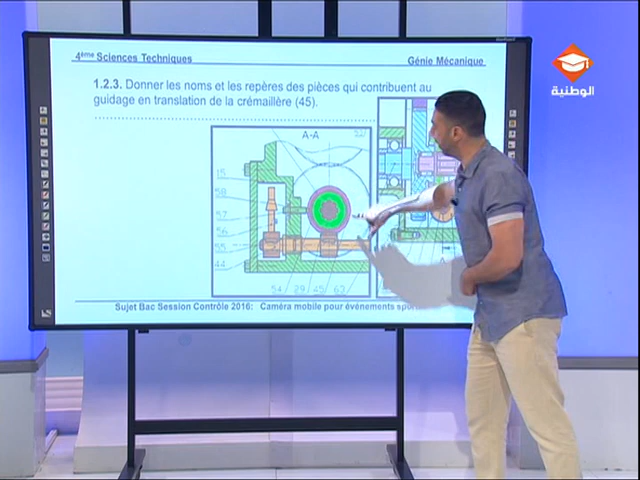 4ème Sciences Techniques
Génie Mécanique
1.2.3. Donner les noms et les repères des pièces qui contribuent au
guidage en translation de la crémaillère (45).
A-A
52
15
58
57
56
55
44
54 29 45 63
A
Sujet Bac Session Contrôle 2016: Caméra mobile pour événements
الوطنية